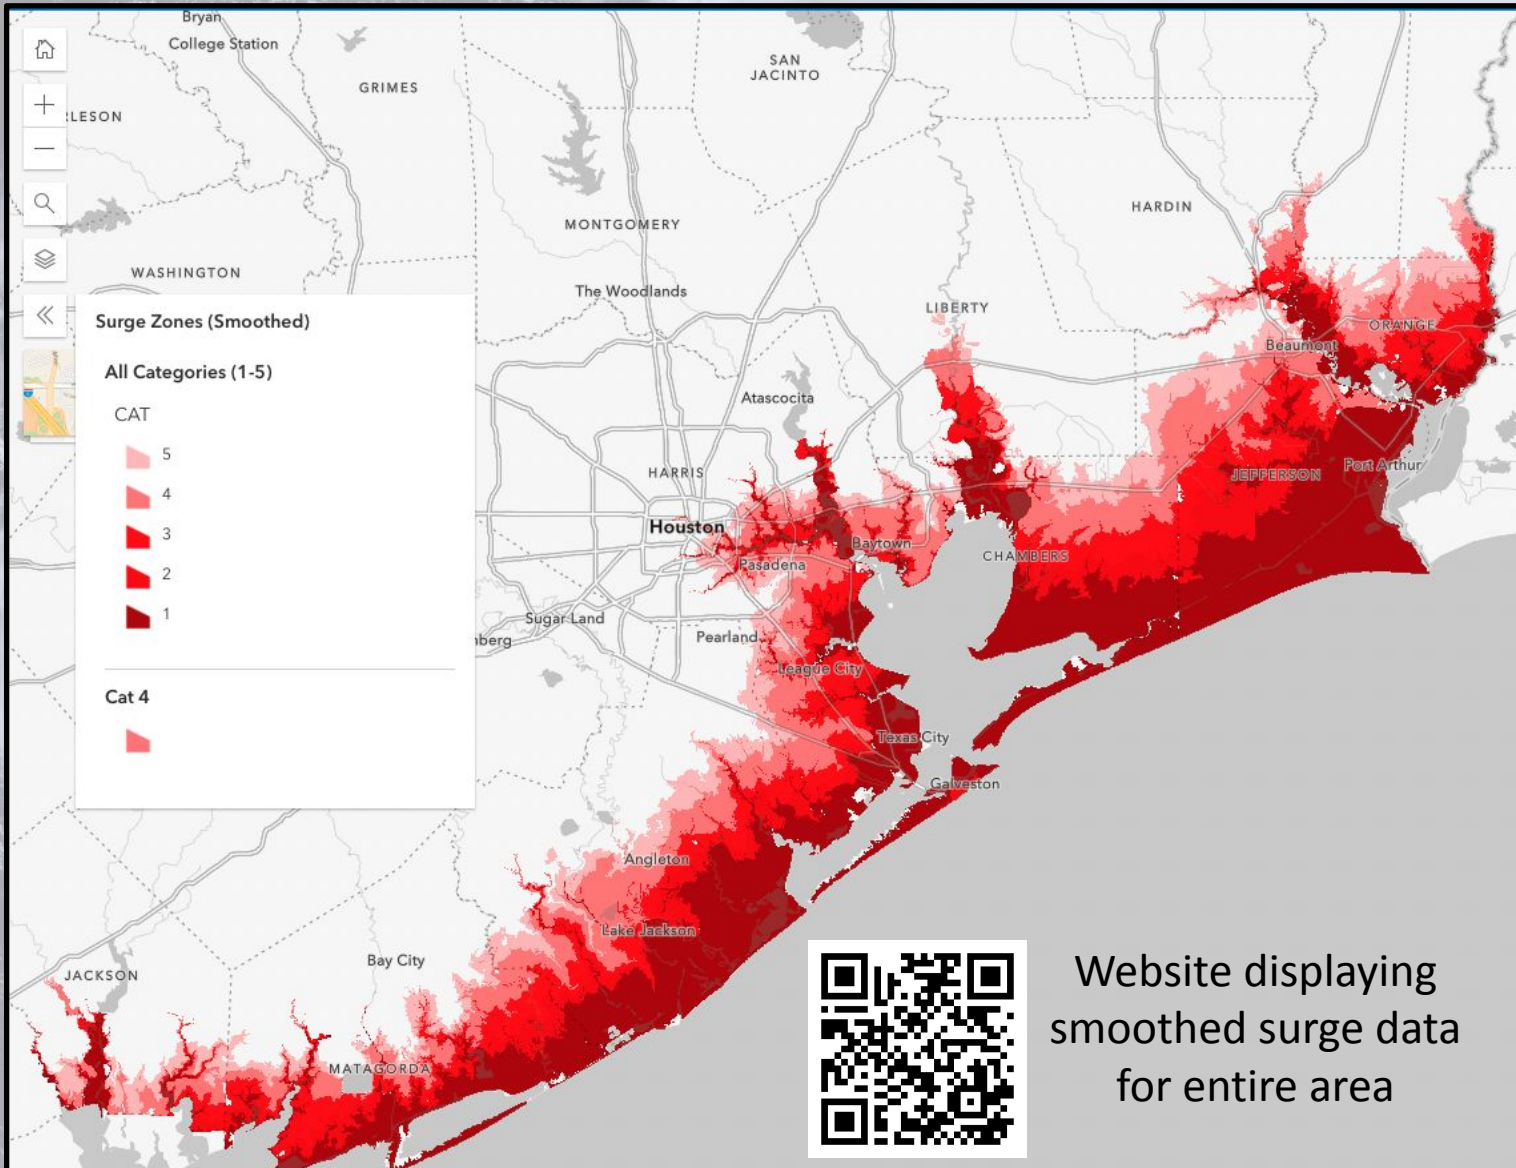 Bryan
College Station
GRIMES
SAN
JACINTO
RLESON
HARDIN
MONTGOMERY
WASHINGTON
The Woodlands
LIBERTY
Surge Zones (Smoothed)
ORANGE
Beaumont
All Categories (1-5)
Atascocita
CAT
5
HARRIS
Port Arthur
JEFFERSON
4
Houston
3
Baytown
CHAMBERS
Pasadena
2
1
Sugar Land
nberg
Pearland
League City
Cat 4
Texas City
Galveston
Angleton
Lake Jackson
Bay City
JACKSON
MATAGORDA
Website displaying
smoothed surge data
for entire area